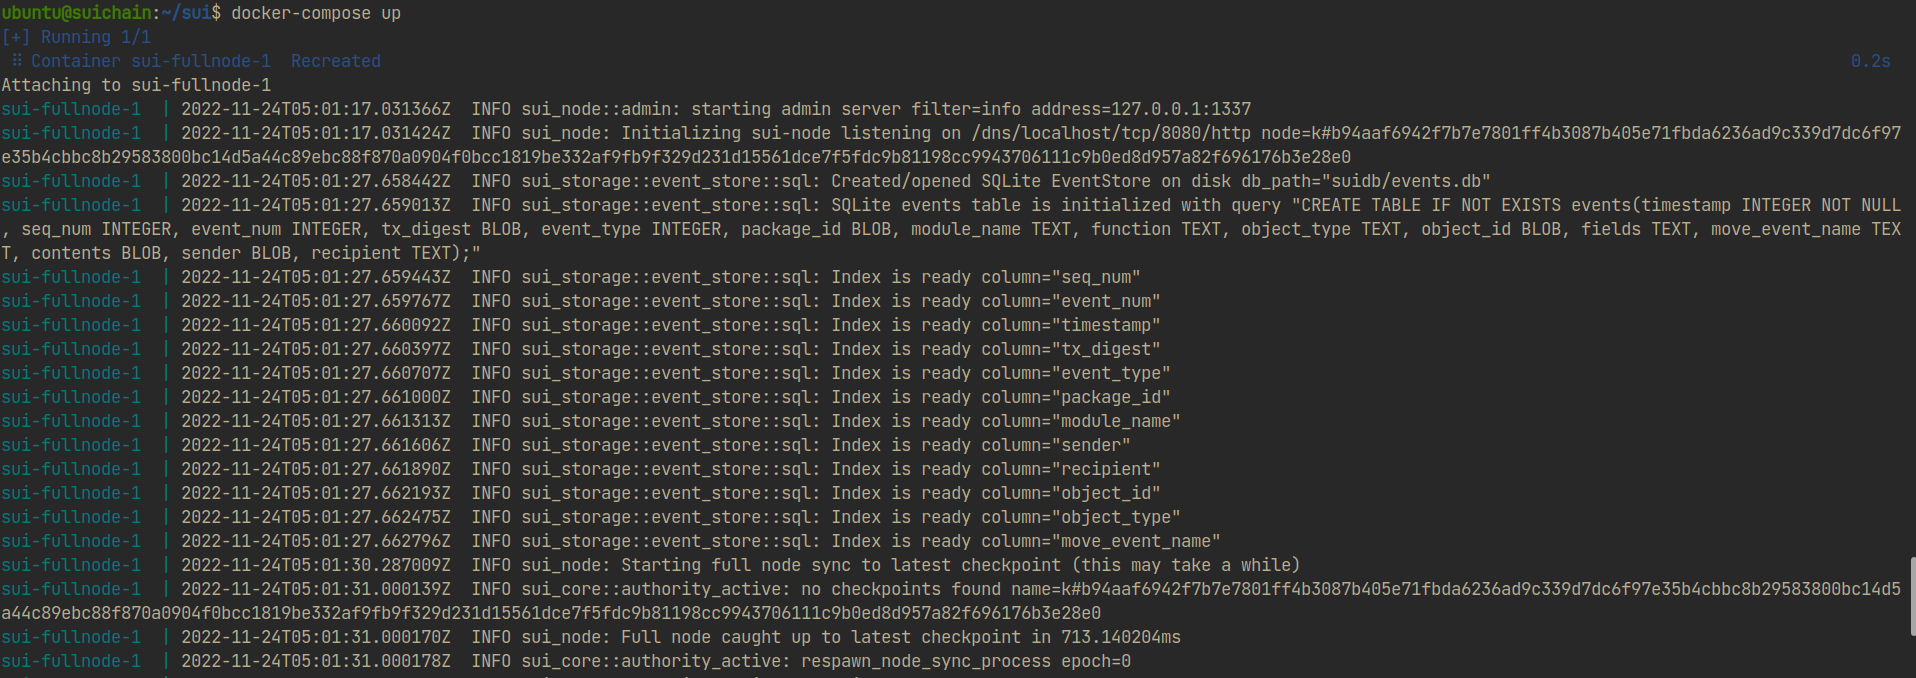 ubuntu@suichain:~/sui$ docker-compose up
[+] Running 1/1
⠿ Container sui-fullnode-1  Recreated 0.2s
Attaching to sui-fullnode-1
sui-fullnode-1  | 2022-11-24T05:01:17.031366Z  INFO sui_node::admin: starting admin server filter=info address=127.0.0.1:1337
sui-fullnode-1  | 2022-11-24T05:01:17.031424Z  INFO sui_node: Initializing sui-node listening on /dns/localhost/tcp/8080/http node=k#b94aaf6942f7b7e7801ff4b3087b405e71fbda6236ad9c339d7dc6f97
e35b4cbbc8b29583800bc14d5a44c89ebc88f870a0904f0bcc1819be332af9fb9f329d231d15561dce7f5fdc9b81198cc9943706111c9b0ed8d957a82f696176b3e28e0
sui-fullnode-1  | 2022-11-24T05:01:27.658442Z  INFO sui_storage::event_store::sql: Created/opened SQLite EventStore on disk db_path="suidb/events.db"
sui-fullnode-1  | 2022-11-24T05:01:27.659013Z  INFO sui_storage::event_store::sql: SQLite events table is initialized with query "CREATE TABLE IF NOT EXISTS events(timestamp INTEGER NOT NULL
, seq_num INTEGER, event_num INTEGER, tx_digest BLOB, event_type INTEGER, package_id BLOB, module_name TEXT, function TEXT, object_type TEXT, object_id BLOB, fields TEXT, move_event_name TEX
T, contents BLOB, sender BLOB, recipient TEXT);"
sui-fullnode-1  | 2022-11-24T05:01:27.659443Z  INFO sui_storage::event_store::sql: Index is ready column="seq_num"
sui-fullnode-1  | 2022-11-24T05:01:27.659767Z  INFO sui_storage::event_store::sql: Index is ready column="event_num"
sui-fullnode-1  | 2022-11-24T05:01:27.660092Z  INFO sui_storage::event_store::sql: Index is ready column="timestamp"
sui-fullnode-1  | 2022-11-24T05:01:27.660397Z  INFO sui_storage::event_store::sql: Index is ready column="tx_digest"
sui-fullnode-1  | 2022-11-24T05:01:27.660707Z  INFO sui_storage::event_store::sql: Index is ready column="event_type"
sui-fullnode-1  | 2022-11-24T05:01:27.661000Z  INFO sui_storage::event_store::sql: Index is ready column="package_id"
sui-fullnode-1  | 2022-11-24T05:01:27.661313Z  INFO sui_storage::event_store::sql: Index is ready column="module_name"
sui-fullnode-1  | 2022-11-24T05:01:27.661606Z  INFO sui_storage::event_store::sql: Index is ready column="sender"
sui-fullnode-1  | 2022-11-24T05:01:27.661890Z  INFO sui_storage::event_store::sql: Index is ready column="recipient"
sui-fullnode-1  | 2022-11-24T05:01:27.662193Z  INFO sui_storage::event_store::sql: Index is ready column="object_id"
sui-fullnode-1  | 2022-11-24T05:01:27.662475Z  INFO sui_storage::event_store::sql: Index is ready column="object_type"
sui-fullnode-1  | 2022-11-24T05:01:27.662796Z  INFO sui_storage::event_store::sql: Index is ready column="move_event_name"
sui-fullnode-1  | 2022-11-24T05:01:30.287009Z  INFO sui_node: Starting full node sync to latest checkpoint (this may take a while)
sui-fullnode-1  | 2022-11-24T05:01:31.000139Z  INFO sui_core::authority_active: no checkpoints found name=k#b94aaf6942f7b7e7801ff4b3087b405e71fbda6236ad9c339d7dc6f97e35b4cbbc8b29583800bc14d5
a44c89ebc88f870a0904f0bcc1819be332af9fb9f329d231d15561dce7f5fdc9b81198cc9943706111c9b0ed8d957a82f696176b3e28e0
sui-fullnode-1  | 2022-11-24T05:01:31.000170Z  INFO sui_node: Full node caught up to latest checkpoint in 713.140204ms
sui-fullnode-1  | 2022-11-24T05:01:31.000178Z  INFO sui_core::authority_active: respawn_node_sync_process epoch=0